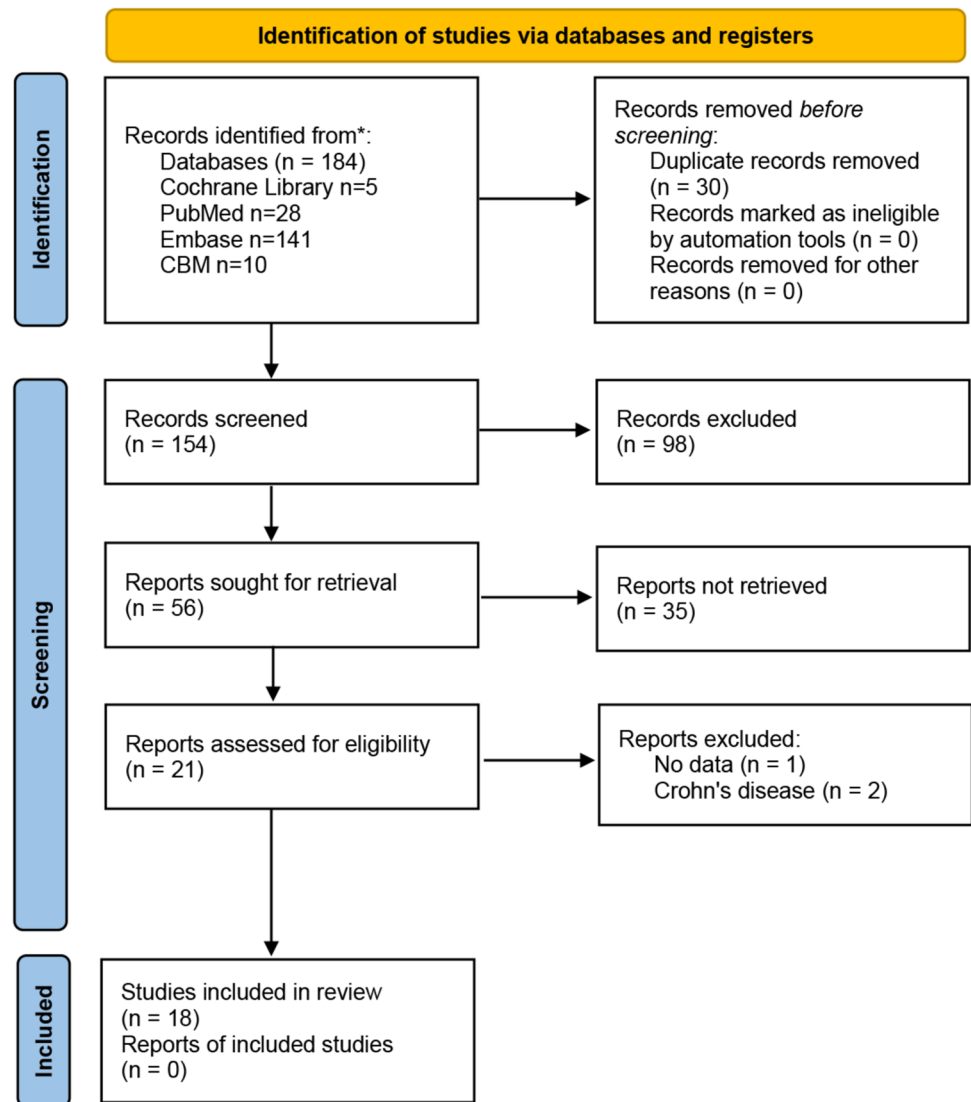 Identification of studies via databases and registers
Identification
Records identified from*:
Databases (n = 184)
Cochrane Library n=5
PubMed n=28
Embase n=141
CBM n=10
Records removed before
screening:
Duplicate records removed
(n = 30)
Records marked as ineligible
by automation tools (n = 0)
Records removed for other
reasons (n = 0)
Screening
Records screened
(n = 154)
Records excluded
(n = 98)
Reports sought for retrieval
(n = 56)
Reports not retrieved
(n = 35)
Reports assessed for eligibility
(n = 21)
Reports excluded:
No data (n = 1)
Crohn's disease (n = 2)
Included
Studies included in review
(n = 18)
Reports of included studies
(n = 0)